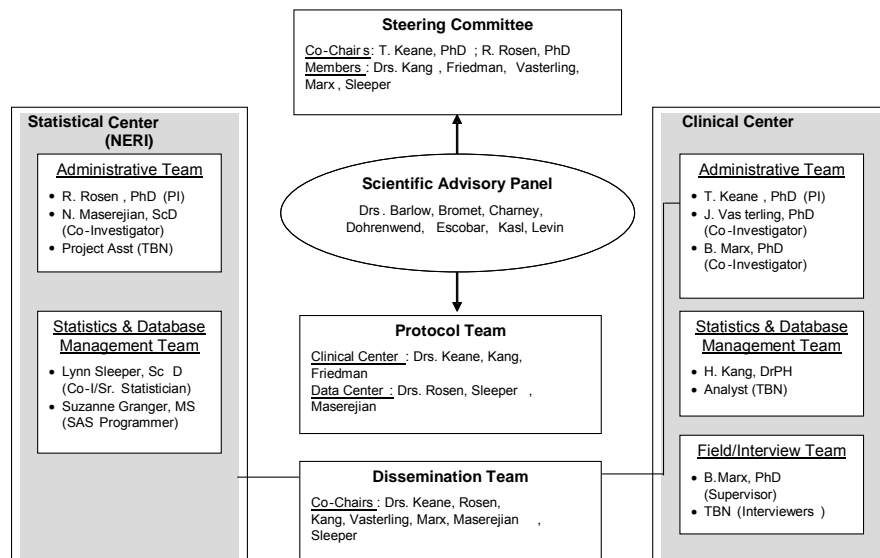 Steering Committee
Co-Chairs: T. Keane, PhD ; R. Rosen, PhD
Members : Drs. Kang , Friedman, Vasterling,
Marx , Sleeper
Statistical Center
(NERI)
Administrative Team
• R. Rosen , PhD (PI)
• N. Maserejian, ScD
(Co-Investigator)
• Project Asst (TBN)
Statistics & Database
Management Team
• Lynn Sleeper, Sc D
(Co-I/Sr. Statistician)
• Suzanne Granger, MS
(SAS Programmer)
Scientific Advisory Panel
Drs. Barlow, Bromet, Charney,
Dohrenwend, Escobar, Kasl, Levin
Protocol Team
Clinical Center : Drs. Keane, Kang,
Friedman
Data Center : Drs. Rosen, Sleeper ,
Maserejian
Dissemination Team
Co-Chairs : Drs. Keane, Rosen,
Kang, Vasterling, Marx, Maserejian ,
Sleeper
Clinical Center
Administrative Team
• T. Keane , PhD (PI)
• J. Vasterling, PhD
(Co-Investigator)
• B. Marx, PhD
(Co-Investigator)
Statistics & Database
Management Team
• H. Kang, DrPH
• Analyst (TBN)
Field/Interview Team
• B.Marx, PhD
(Supervisor)
• TBN (Interviewers )